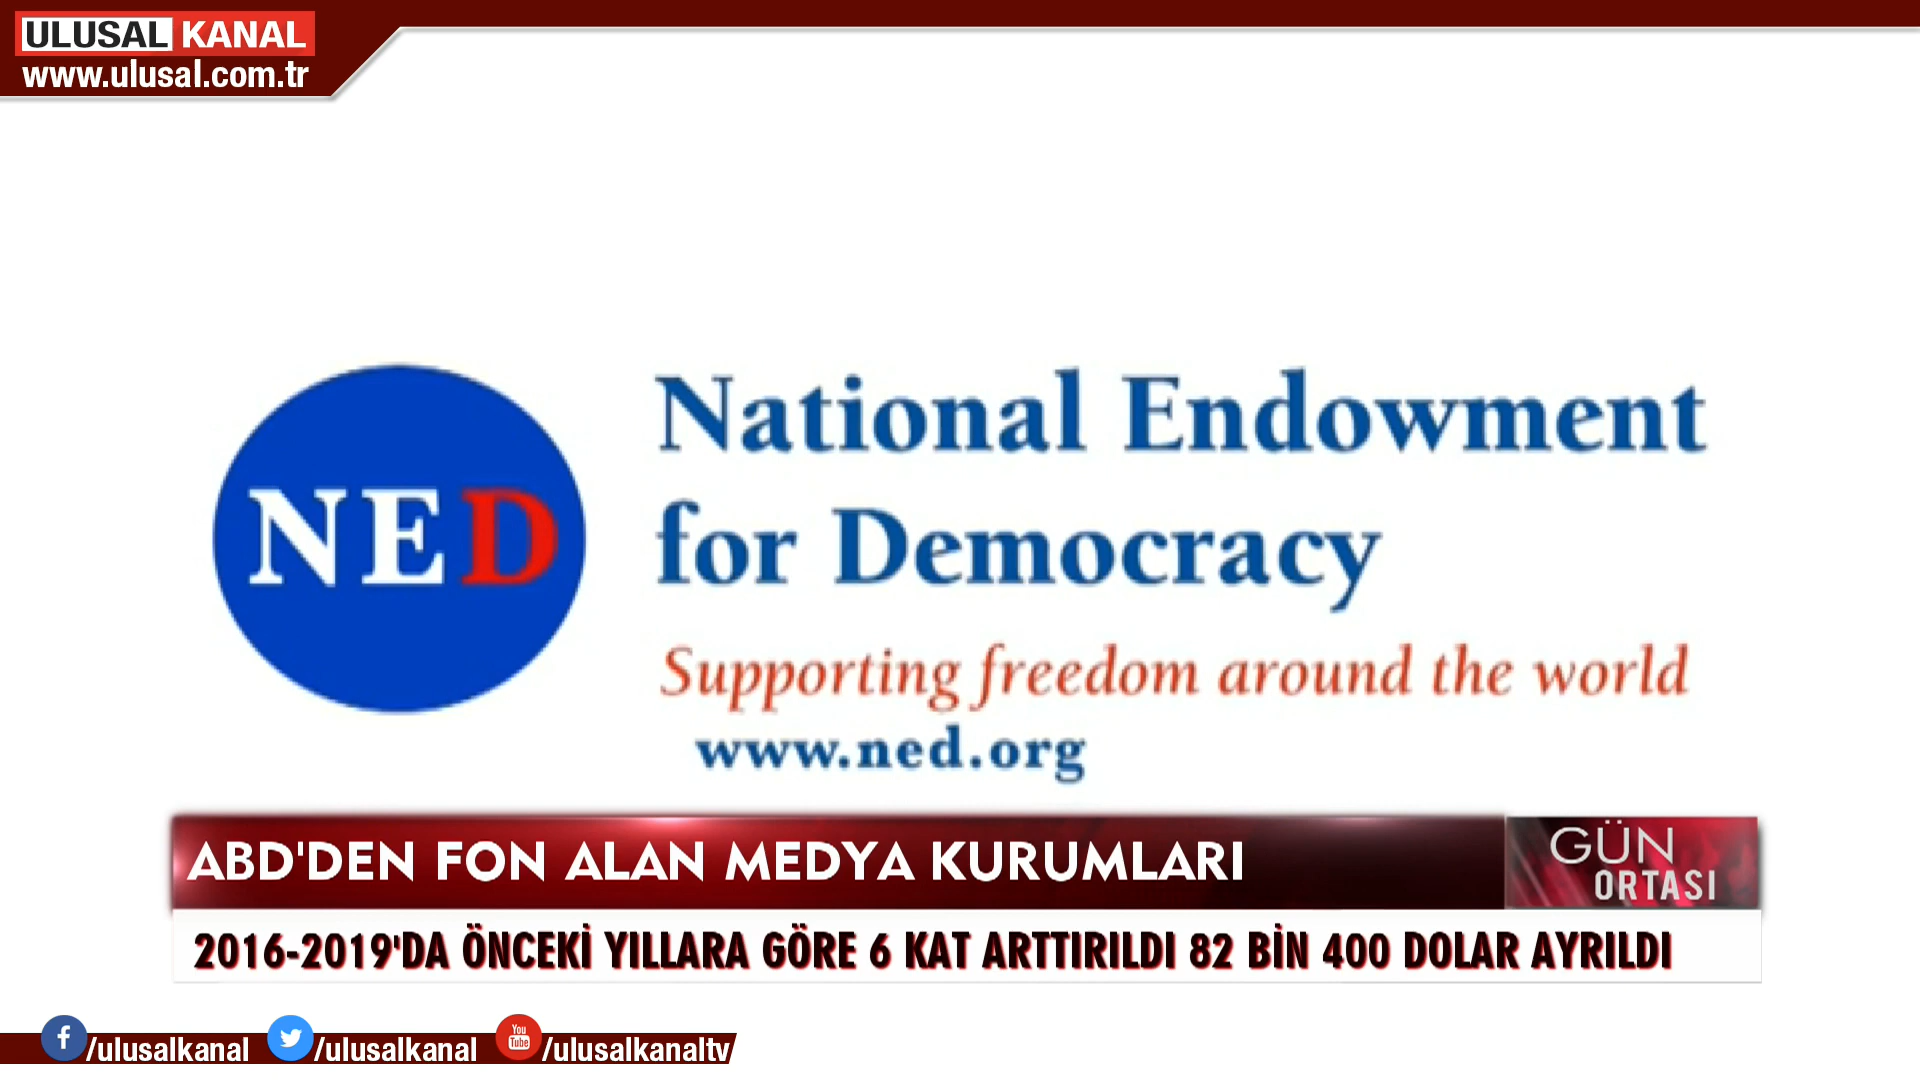 ULUSAL KANAL
www.ulusal.com.tr
NED
National Endowment
for Democracy
Supporting freedom around the world
www.ned.org
ABD'DEN FON ALAN MEDYA KURUMLARI
GÜN
ORTASI
2016-2019'DA ÖNCEKİ YILLARA GÖRE 6 KAT ARTTIRILDI 82 BİN 400 DOLAR AYRILDI
f /ulusalkanal /ulusalkanal You Tube /ulusalkanaltv